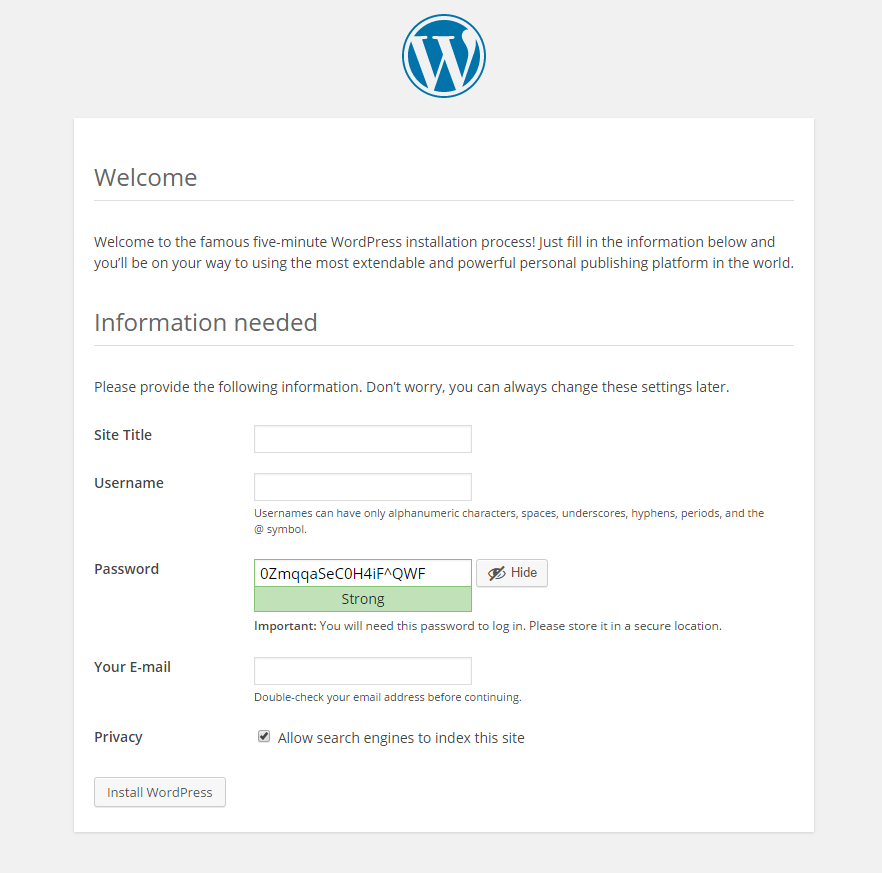 Welcome
Welcome to the famous five-minute WordPress installation process! Just fill in the information below and
you’ll be on your way to using the most extendable and powerful personal publishing platform in the world.
Information needed
Please provide the following information. Don’t worry, you can always change these settings later.
Site Title
Username
Usernames can have only alphanumeric characters, spaces, underscores, hyphens, periods, and the
@ symbol.
Password 0ZmqqaSeC0H4iF^QWF Hide
Strong
Important: You will need this password to log in. Please store it in a secure location.
Your E-mail
Double-check your email address before continuing.
Privacy Allow search engines to index this site
Install WordPress